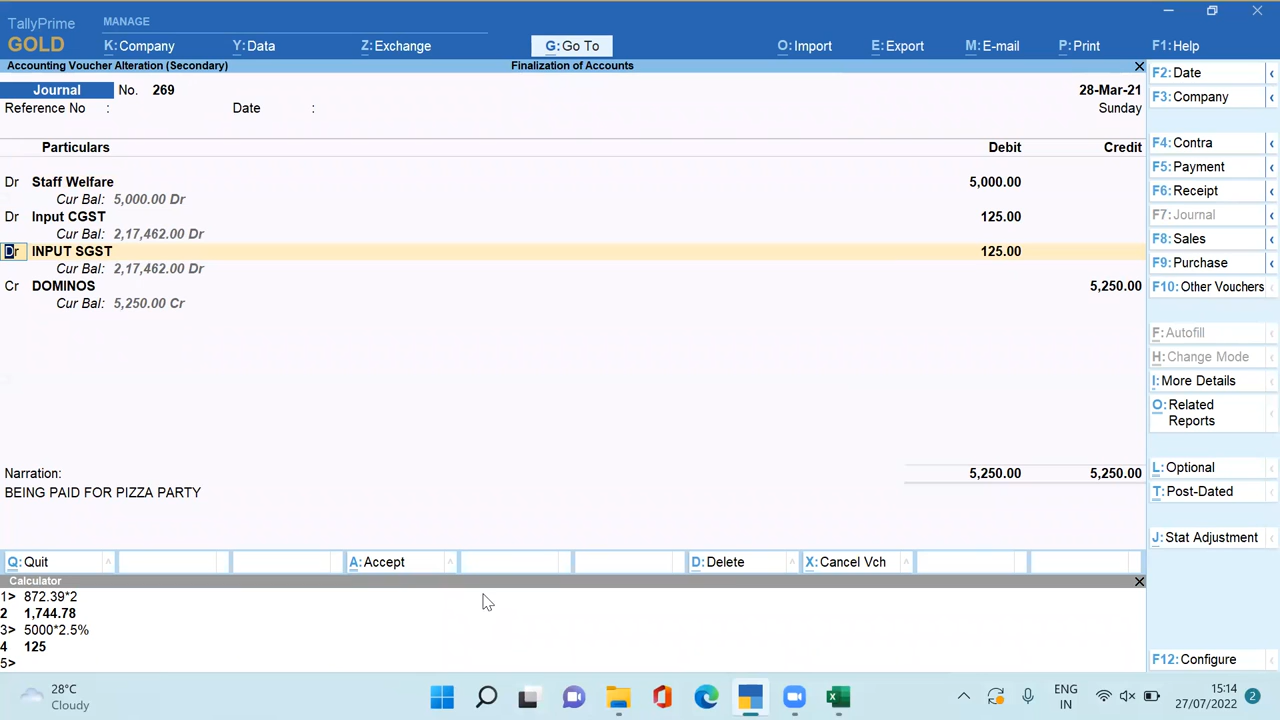 TallyPrime
GOLD
MANAGE
K:Company
Y:Data
Z:Exchange
G:Go To
O:Import
E:Export
M:E-mail
P:Print
F1:Help
Accounting Voucher Alteration (Secondary)
Finalization of Accounts
Journal No. 269
28-Mar-21
Reference No :
Date :
Sunday
Particulars Debit Credit
Dr Staff Welfare 5,000.00
Cur Bal: 5,000.00 Dr
Dr Input CGST 125.00
Cur Bal: 2,17,462.00 Dr
Dr INPUT SGST 125.00
Cur Bal: 2,17,462.00 Dr
Cr DOMINOS 5,250.00
Cur Bal: 5,250.00 Cr
Narration: 5,250.00 5,250.00
BEING PAID FOR PIZZA PARTY
Q:Quit
A:Accept
D:Delete
X:Cancel Vch
F2:Date
F3:Company
F4:Contra
F5:Payment
F6:Receipt
F7:Journal
F8:Sales
F9:Purchase
F10:Other Vouchers
F:Autofill
H:Change Mode
I:More Details
O:Related
Reports
L:Optional
T:Post-Dated
J:Stat Adjustment
F12:Configure
Calculator
1> 872.39*2
2 1,744.78
3> 5000*2.5%
4 125
5>
28°C
Cloudy
ENG
IN
15:14
27/07/2022
2